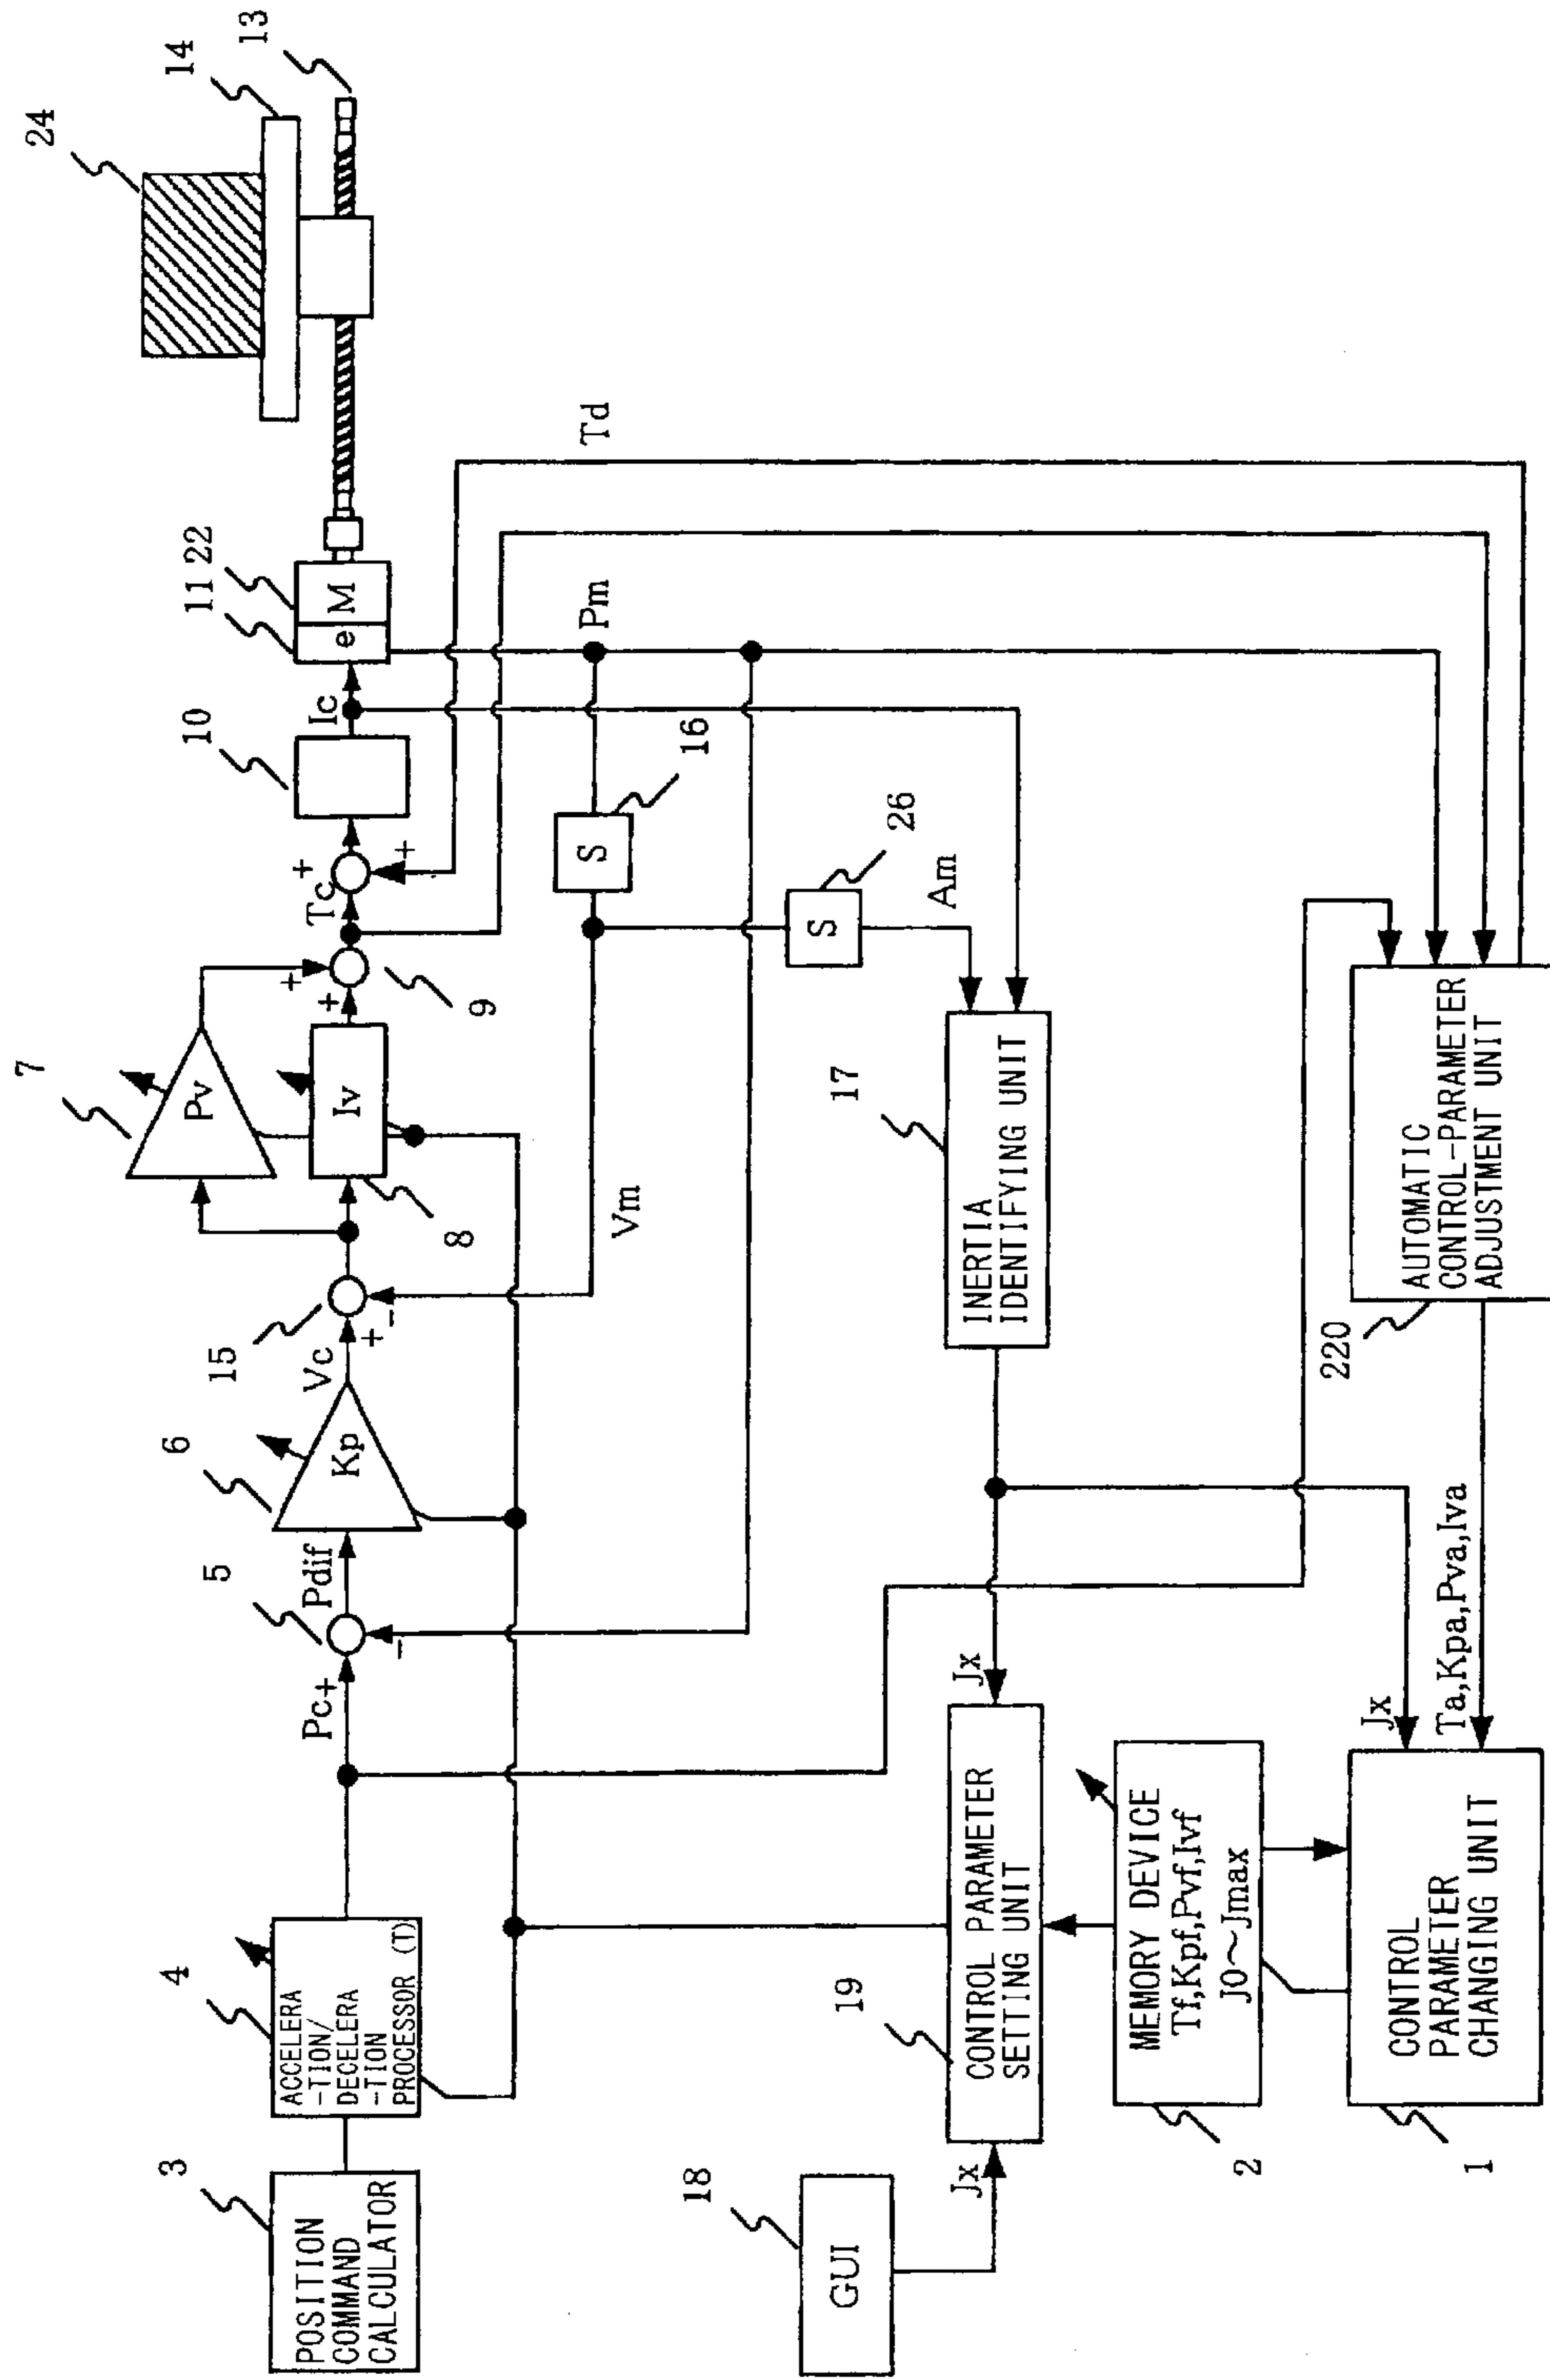 24
14
13
11
22
10
7
15
6
5
4
3
POSITION
COMMAND
CALCULATOR
ACCELERA
-TION/
DECELERA
-TION
PROCESSOR (T)
Pc
+
-
Pdif
Kp
Vc
+
-
Pv
Iv
8
+
+
9
Tc
+
+
Ic
e
M
Pm
Td
S
16
Vm
S
26
Am
17
INERTIA
IDENTIFYING UNIT
18
GUI
Jx
19
CONTROL PARAMETER
SETTING UNIT
Jx
MEMORY DEVICE
Tf,Kpf,Pvf,Ivf
J0~Jmax
2
CONTROL
PARAMETER
CHANGING UNIT
1
Jx
Ta,Kpa,Pva,Iva
220
AUTOMATIC
CONTROL-PARAMETER
ADJUSTMENT UNIT